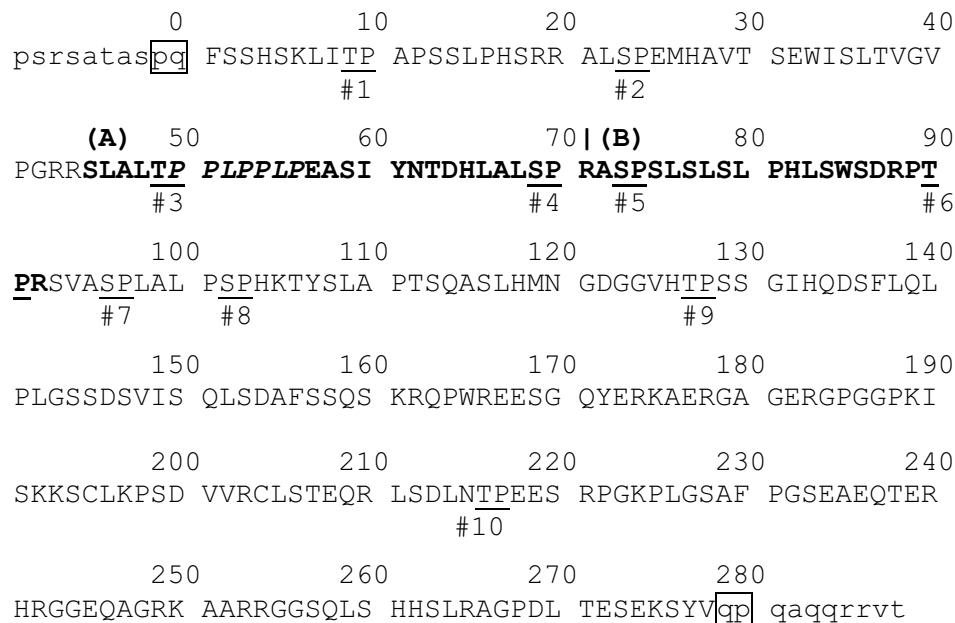 0 10 20 30 40
psrsataspq FSSHSKLITP APSSLPHSRR ALSPEMHAVT SEWISLTVGV
#1 #2
(A) 50 60 70 | (B) 80 90
PGRRSLALTP PLPPLPEASI YNTDHLALSP RASPSLSLSL PHLSWSDRPT
#3 #4 #5 #6
100 110 120 130 140
PRSVASPLAL PSPHKTYSLA PTSQASLHMN GDGGVHTPSS GIHQDSFLQL
#7 #8 #9
150 160 170 180 190
PLGSSDSVIS QLSDAFSSQS KRQPWREESG QYERKAERGA GERGPGGPKI
200 210 220 230 240
SKKSCLKPSD VVRCLSTEQR LSDLNTPEES RPGKPLGSAF PGSEAEQTER
#10
250 260 270 280
HRGGEQAGRK AARRGGSQLS HHSLRAGPDL TESEKSYVqp qaqqrrvt